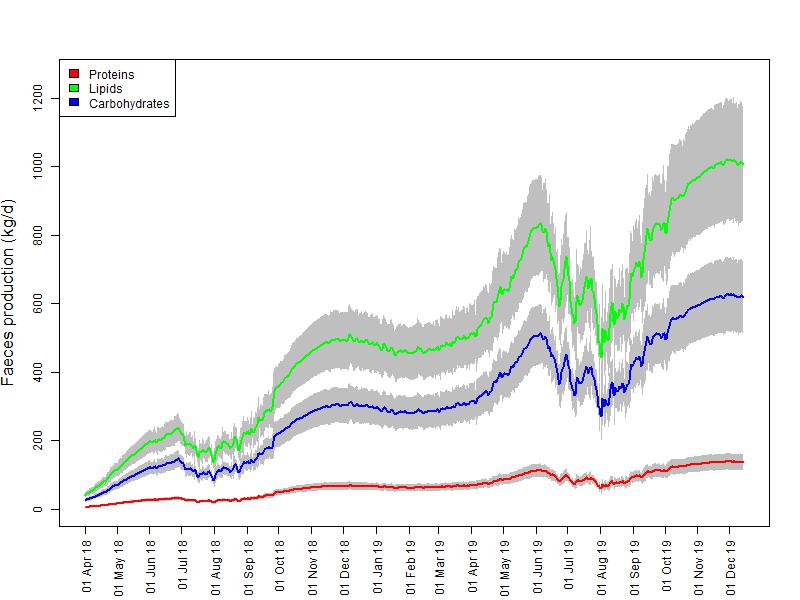 Proteins
Lipids
Carbohydrates
Faeces production (kg/d)
1200
1000
800
600
400
200
0
01 Apr 18
01 May 18
01 Jun 18
01 Jul 18
01 Aug 18
01 Sep 18
01 Oct 18
01 Nov 18
01 Dec 18
01 Jan 19
01 Feb 19
01 Mar 19
01 Apr 19
01 May 19
01 Jun 19
01 Jul 19
01 Aug 19
01 Sep 19
01 Oct 19
01 Nov 19
01 Dec 19